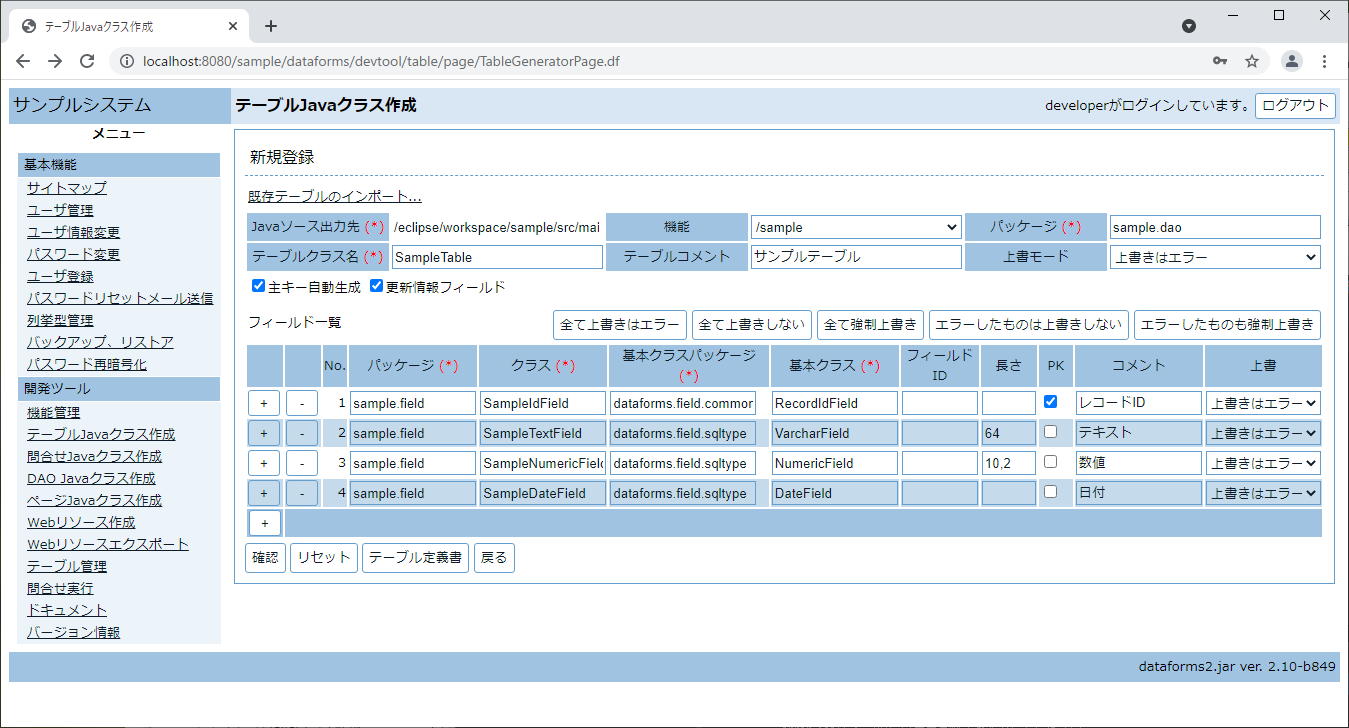 テーブルJavaクラス作成
localhost:8080/sample/dataforms/devtool/table/page/TableGeneratorPage.df
サンプルシステム
テーブルJavaクラス作成
developerがログインしています。 ログアウト
メニュー
基本機能
サイトマップ
ユーザ管理
ユーザ情報変更
パスワード変更
ユーザ登録
パスワードリセットメール送信
列挙型管理
バックアップ、リストア
パスワード再暗号化
開発ツール
機能管理
テーブルJavaクラス作成
問合せJavaクラス作成
DAO Javaクラス作成
ページJavaクラス作成
Webリソース作成
Webリソースエクスポート
テーブル管理
問合せ実行
ドキュメント
バージョン情報
新規登録
既存テーブルのインポート...
Javaソース出力先 (*) /eclipse/workspace/sample/src/mai 機能 /sample パッケージ (*) sample.dao
テーブルクラス名 (*) SampleTable テーブルコメント サンプルテーブル 上書モード 上書きはエラー
主キー自動生成 更新情報フィールド
フィールド一覧 全て上書きはエラー 全て上書きしない 全て強制上書き エラーしたものは上書きしない エラーしたものも強制上書き
No. パッケージ (*) クラス (*) 基本クラスパッケージ (*) 基本クラス (*) フィールドID 長さ PK コメント 上書
+ - 1 sample.field SampleIdField dataforms.field.commor RecordIdField レコードID 上書きはエラー
+ - 2 sample.field SampleTextField dataforms.field.sqltype VarcharField 64 テキスト 上書きはエラー
+ - 3 sample.field SampleNumericField dataforms.field.sqltype NumericField 10,2 数値 上書きはエラー
+ - 4 sample.field SampleDateField dataforms.field.sqltype DateField 日付 上書きはエラー
+
確認 リセット テーブル定義書 戻る
dataforms2.jar ver. 2.10-b849